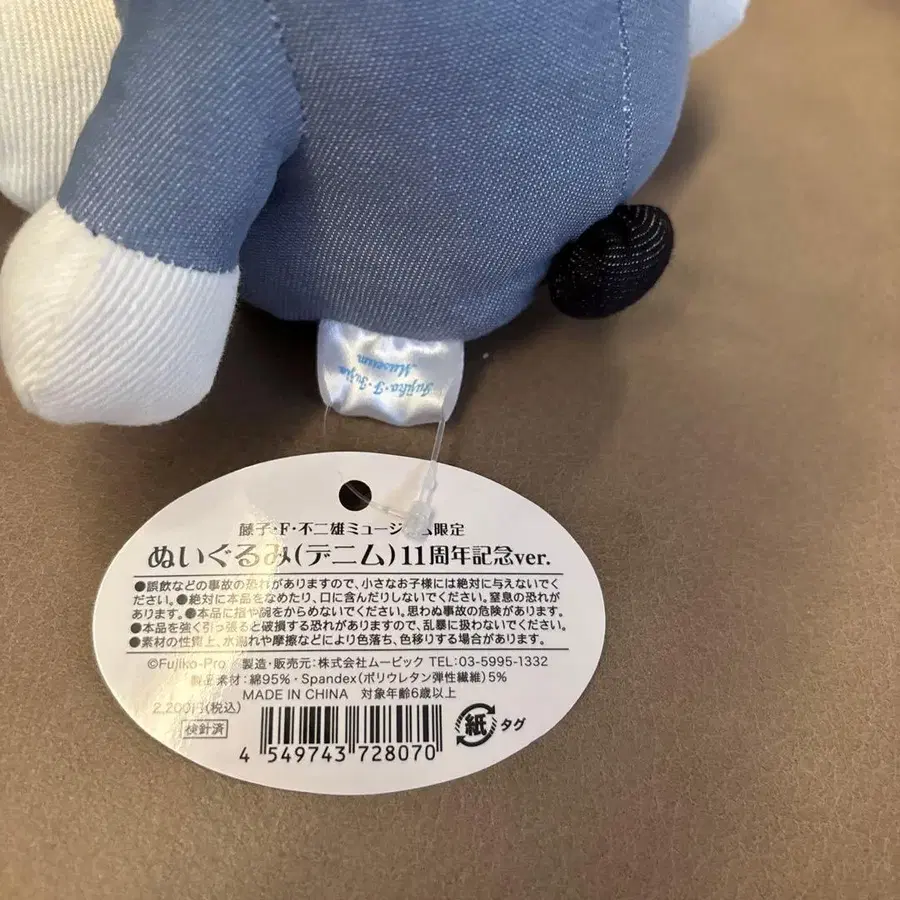 Fujiko・F・Fujio
Museum
藤子・F・不二雄ミュージアム限定
ぬいぐるみ(デニム)11周年記念ver.
●誤飲などの事故の恐れがありますので、小さなお子様には絶対に与えないでく
ださい。●絶対に本品をなめたり、口に含んだりしないでください。窒息の恐れが
あります。●本品に指や腕をからめないでください。思わぬ事故の危険があります。
●本品を強く引っ張ると破損する恐れがありますので、乱暴に扱わないでください。
●素材の性質上、水濡れや摩擦などにより色落ち、色移りする場合があります。
©Fujiko-Pro 製造・販売元:株式会社ムービック TEL:03-5995-1332
製品素材:綿95%・Spandex(ポリウレタン弾性繊維)5%
MADE IN CHINA 対象年齢6歳以上
2,200円(税込)
検針済
4 549743 728070
紙 タグ